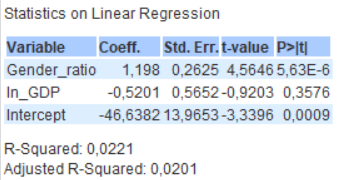 Statistics on Linear Regression
Variable Coeff. Std. Err. t-value P>|t|
Gender_ratio 1,198 0,2625 4,5646 5,63E-6
ln_GDP -0,5201 0,5652 -0,9203 0,3576
Intercept -46,6382 13,9653 -3,3396 0,0009
R-Squared: 0,0221
Adjusted R-Squared: 0,0201